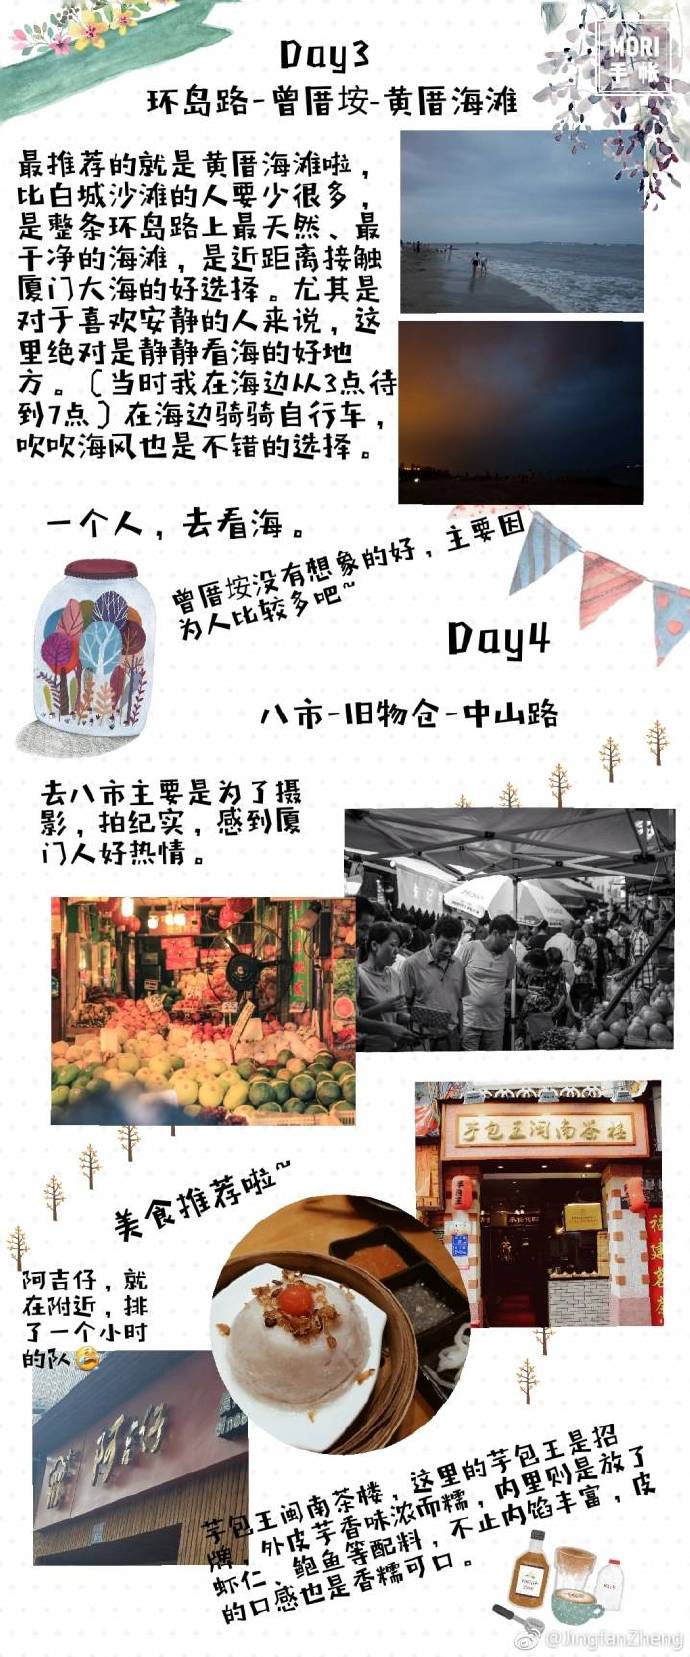 MORI
手帐
Day3
环岛路-曾厝垵-黄厝海滩
最推荐的就是黄厝海滩啦，
比白城沙滩的人要少很多，
是整条环岛路上最天然、最
干净的海滩，是近距离接触
厦门大海的好选择。尤其是
对于喜欢安静的人来说，这
里绝对是静静看海的好地
方。（当时我在海边从3点待
到7点）在海边骑骑自行车，
吹吹海风也是不错的选择。
一个人，去看海。
曾厝垵没有想象的好，主要因
为人比较多吧~
Day4
八市-旧物仓-中山路
去八市主要是为了摄
影，拍纪实，感到厦
门人好热情。
芋包王闽南茶楼
美食推荐啦~
阿吉仔，就
在附近，排
了一个小时
的队😪
阿吉仔
芋包王闽南茶楼，这里的芋包王是招
牌，外皮芋香味浓而糯，内里则是放了
虾仁、鲍鱼等配料，不止内馅丰富，皮
的口感也是香糯可口。
@JingfanZheng